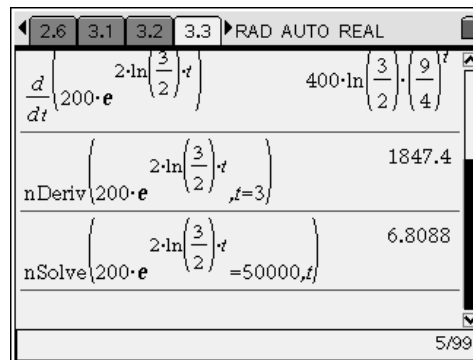 2.6 3.1 3.2 3.3 RAD AUTO REAL
d/dt(200·e^(2·ln(3/2)·t)) 400·ln(3/2)·(9/4)^t
nDeriv(200·e^(2·ln(3/2)·t),t=3) 1847.4
nSolve(200·e^(2·ln(3/2)·t)=50000,t) 6.8088
5/99